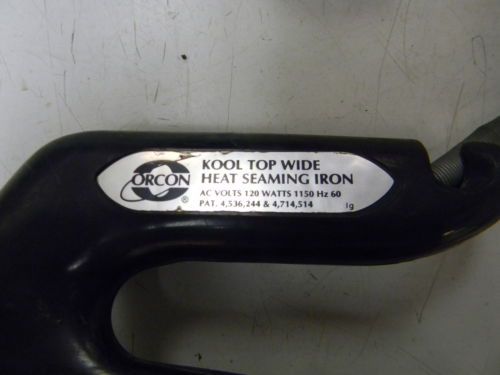 ORCON
®
KOOL TOP WIDE
HEAT SEAMING IRON
AC VOLTS 120 WATTS 1150 Hz 60
PAT. 4,536,244 & 4,714,514
lg